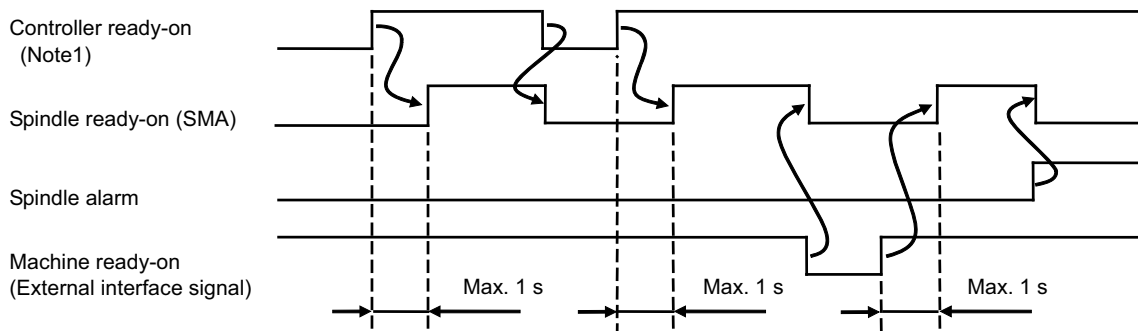 Controller ready-on
(Note1)
Spindle ready-on (SMA)
Spindle alarm
Machine ready-on
(External interface signal)
Max. 1 s
Max. 1 s
Max. 1 s